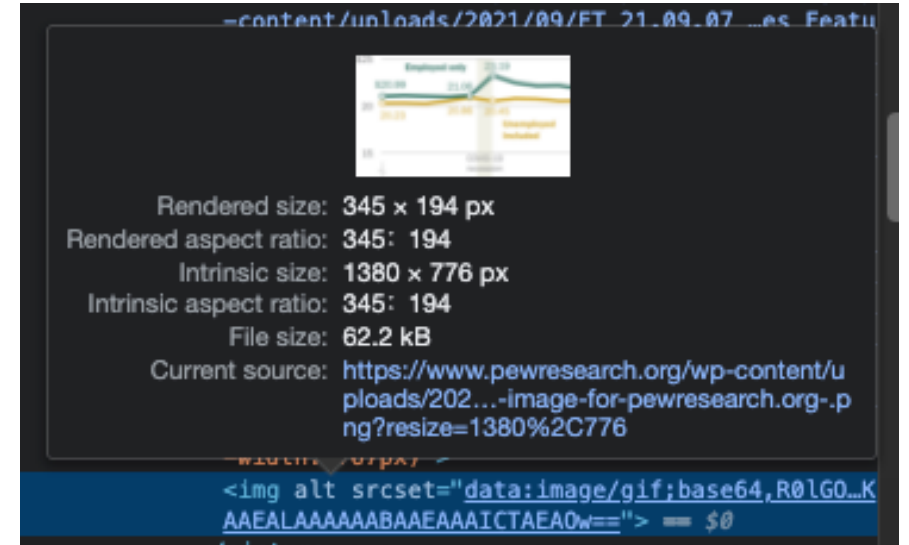 -content/uploads/2021/09/FT_21.09.07_…es_Featu
Employed only
Unemployed
included
Rendered size: 345 × 194 px
Rendered aspect ratio: 345∶194
Intrinsic size: 1380 × 776 px
Intrinsic aspect ratio: 345∶194
File size: 62.2 kB
Current source: https://www.pewresearch.org/wp-content/u
ploads/202…-image-for-pewresearch.org-.p
ng?resize=1380%2C776
<img alt srcset="data:image/gif;base64,R0lGO…K
AAEALAAAAAABAAEAAAICTAEAOw=="> == $0